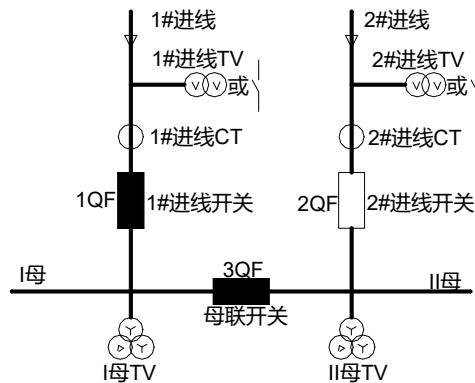 1#进线
2#进线
1#进线TV
或
2#进线TV
或
1#进线CT
2#进线CT
1QF
1#进线开关
2QF
2#进线开关
I母
3QF
II母
母联开关
I母TV
II母TV